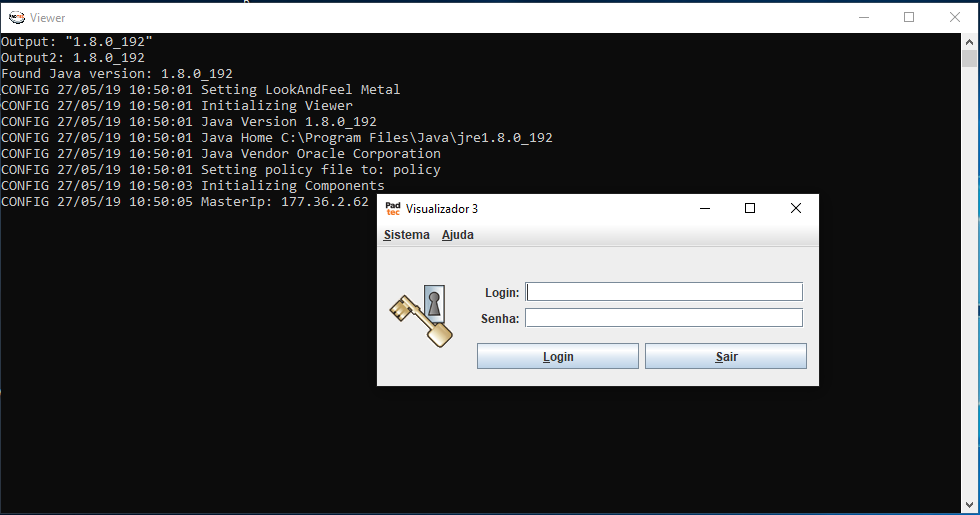 Viewer
Output: "1.8.0_192"
Output2: 1.8.0_192
Found Java version: 1.8.0_192
CONFIG 27/05/19 10:50:01 Setting LookAndFeel Metal
CONFIG 27/05/19 10:50:01 Initializing Viewer
CONFIG 27/05/19 10:50:01 Java Version 1.8.0_192
CONFIG 27/05/19 10:50:01 Java Home C:\Program Files\Java\jre1.8.0_192
CONFIG 27/05/19 10:50:01 Java Vendor Oracle Corporation
CONFIG 27/05/19 10:50:01 Setting policy file to: policy
CONFIG 27/05/19 10:50:03 Initializing Components
CONFIG 27/05/19 10:50:05 MasterIp: 177.36.2.62
Pad
tec
Visualizador 3
Sistema Ajuda
Login:
Senha:
Login Sair